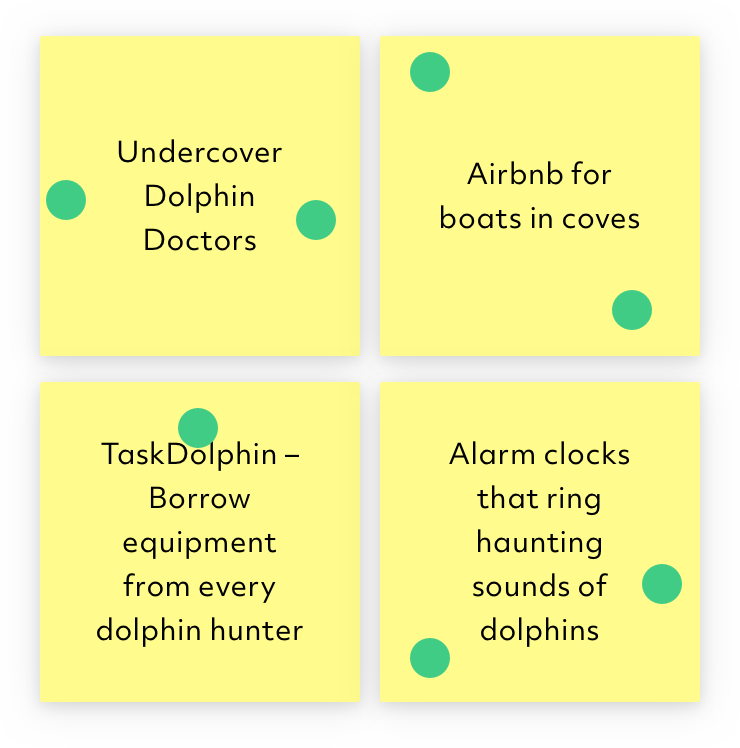 Undercover
Dolphin
Doctors
Airbnb for
boats in coves
TaskDolphin –
Borrow
equipment
from every
dolphin hunter
Alarm clocks
that ring
haunting
sounds of
dolphins